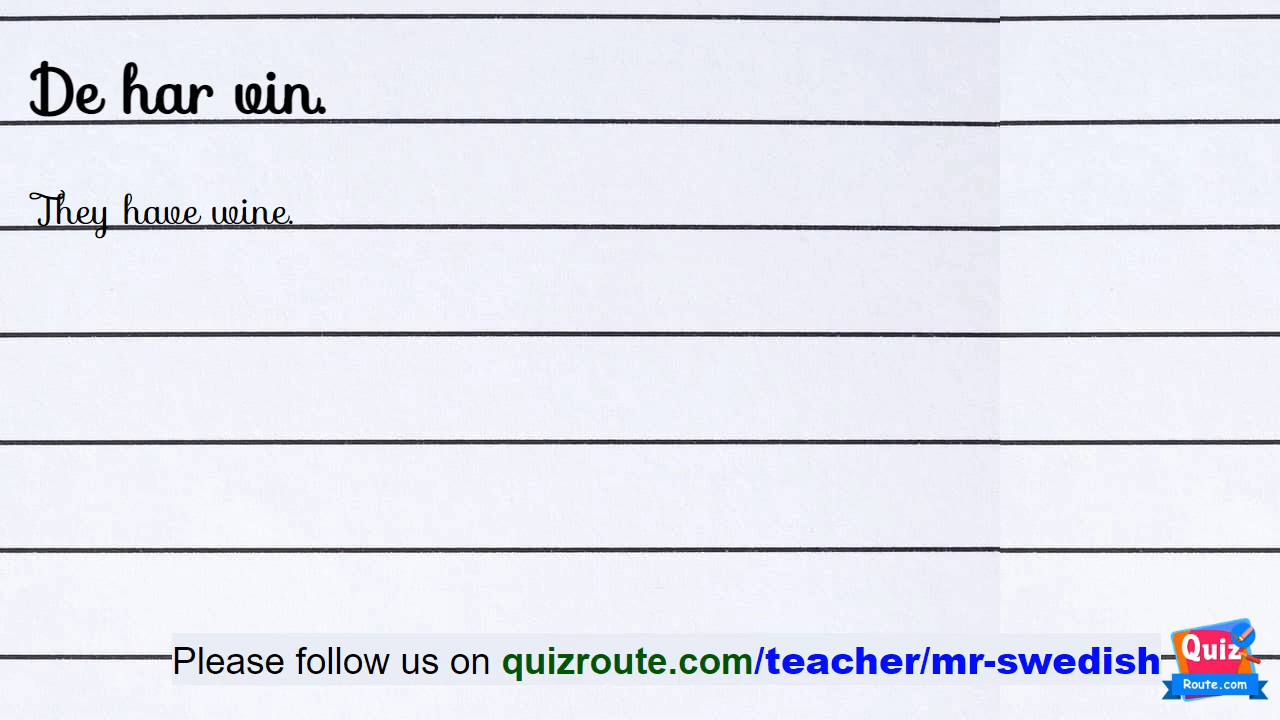 De har vin.
They have wine.
Please follow us on quizroute.com/teacher/mr-swedish
Quiz
Route.com